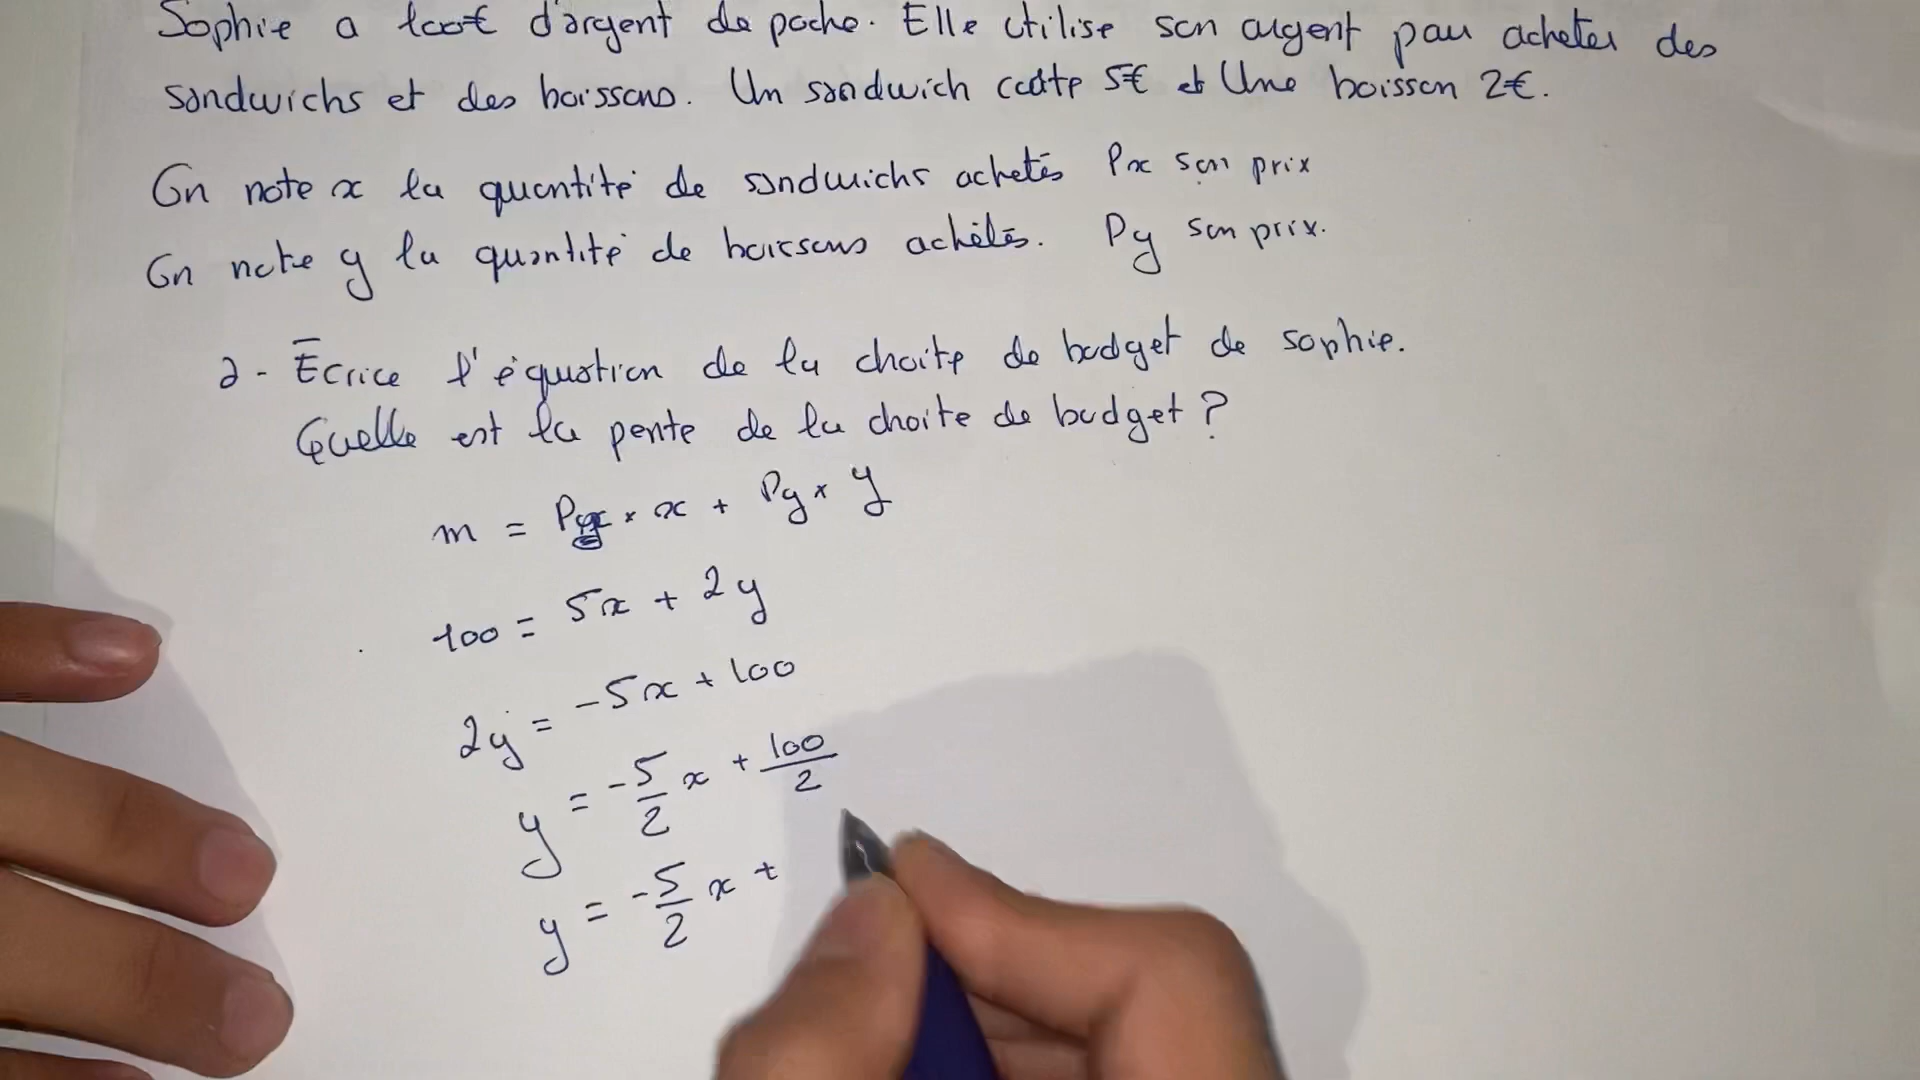 Sophie a 100€ d'argent de poche. Elle utilise son argent pour acheter des
sandwichs et des boissons. Un sandwich coûte 5€ et Une boisson 2€.
On note x la quantité de sandwichs achetés Px son prix
On note y la quantité de boissons achétés. Py son prix.
2- Ecrice l'équation de la droite de budget de sophie.
Quelle est la pente de la droite de budget ?
m = Px × x + Py × y
100 = 5x + 2y
2y = -5x + 100
y = -5/2 x + 100/2
y = -5/2 x +